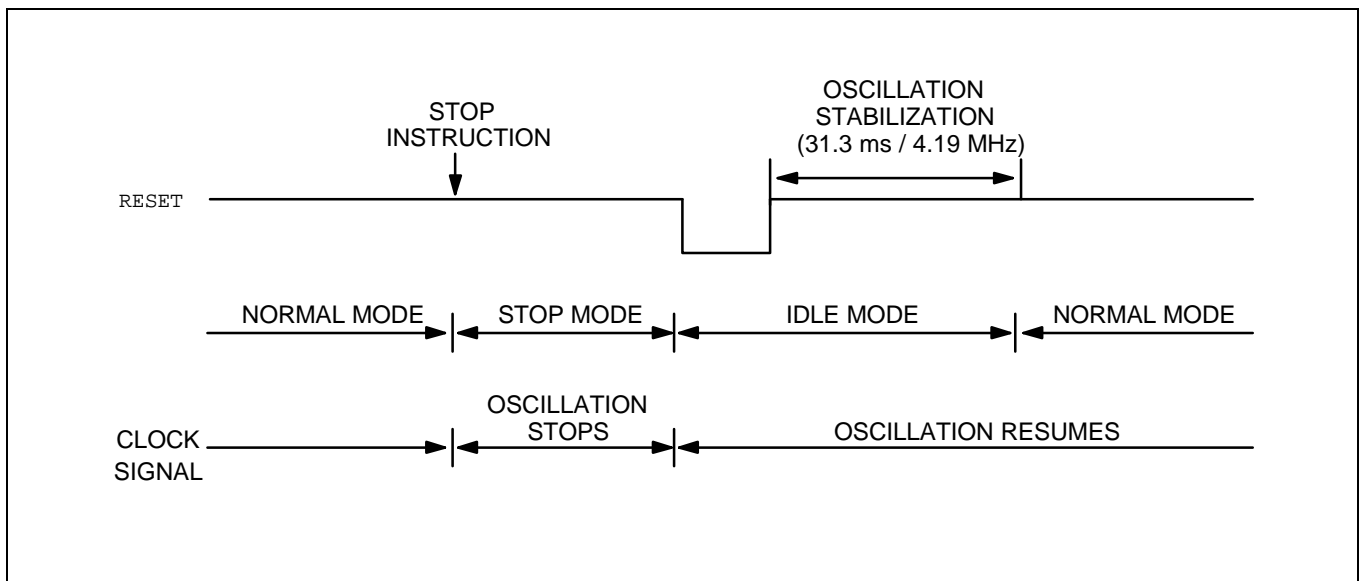 STOP
INSTRUCTION
OSCILLATION
STABILIZATION
(31.3 ms / 4.19 MHz)
RESET
NORMAL MODE
STOP MODE
IDLE MODE
NORMAL MODE
OSCILLATION
STOPS
OSCILLATION RESUMES
CLOCK
SIGNAL